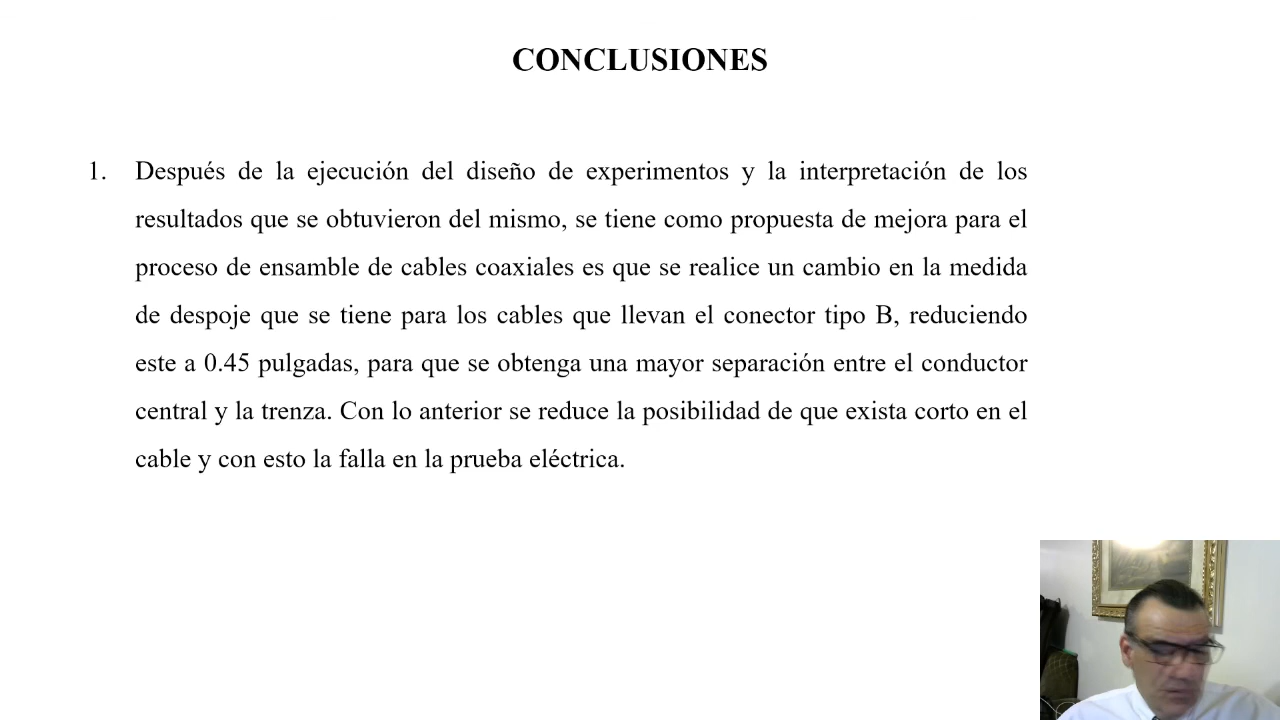 CONCLUSIONES
1. Después de la ejecución del diseño de experimentos y la interpretación de los
resultados que se obtuvieron del mismo, se tiene como propuesta de mejora para el
proceso de ensamble de cables coaxiales es que se realice un cambio en la medida
de despoje que se tiene para los cables que llevan el conector tipo B, reduciendo
este a 0.45 pulgadas, para que se obtenga una mayor separación entre el conductor
central y la trenza. Con lo anterior se reduce la posibilidad de que exista corto en el
cable y con esto la falla en la prueba eléctrica.